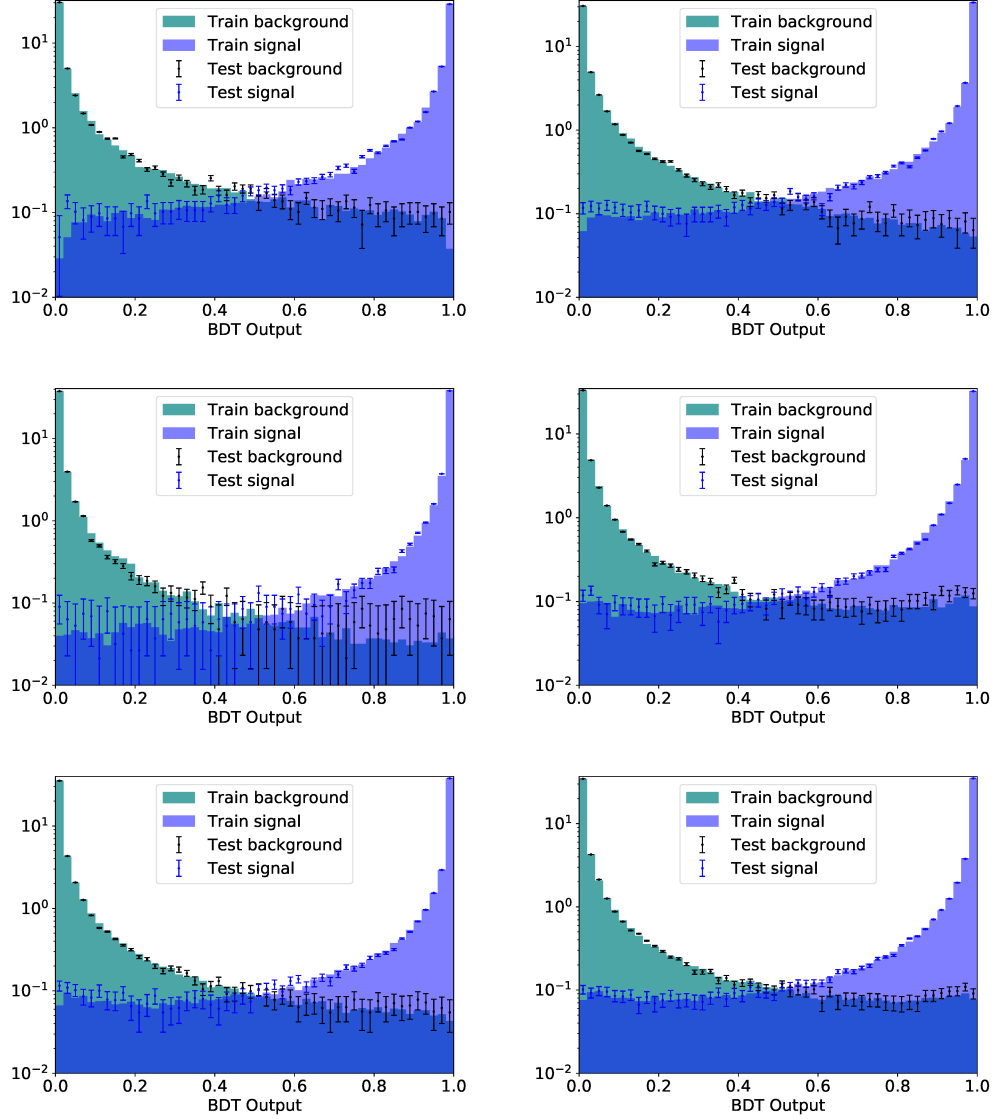 10¹
10⁰
10⁻¹
10⁻²
Train background
Train signal
Test background
Test signal
0.0 0.2 0.4 0.6 0.8 1.0
BDT Output
10¹
10⁰
10⁻¹
10⁻²
Train background
Train signal
Test background
Test signal
0.0 0.2 0.4 0.6 0.8 1.0
BDT Output
10¹
10⁰
10⁻¹
10⁻²
Train background
Train signal
Test background
Test signal
0.0 0.2 0.4 0.6 0.8 1.0
BDT Output
10¹
10⁰
10⁻¹
10⁻²
Train background
Train signal
Test background
Test signal
0.0 0.2 0.4 0.6 0.8 1.0
BDT Output
10¹
10⁰
10⁻¹
10⁻²
Train background
Train signal
Test background
Test signal
0.0 0.2 0.4 0.6 0.8 1.0
BDT Output
10¹
10⁰
10⁻¹
10⁻²
Train background
Train signal
Test background
Test signal
0.0 0.2 0.4 0.6 0.8 1.0
BDT Output